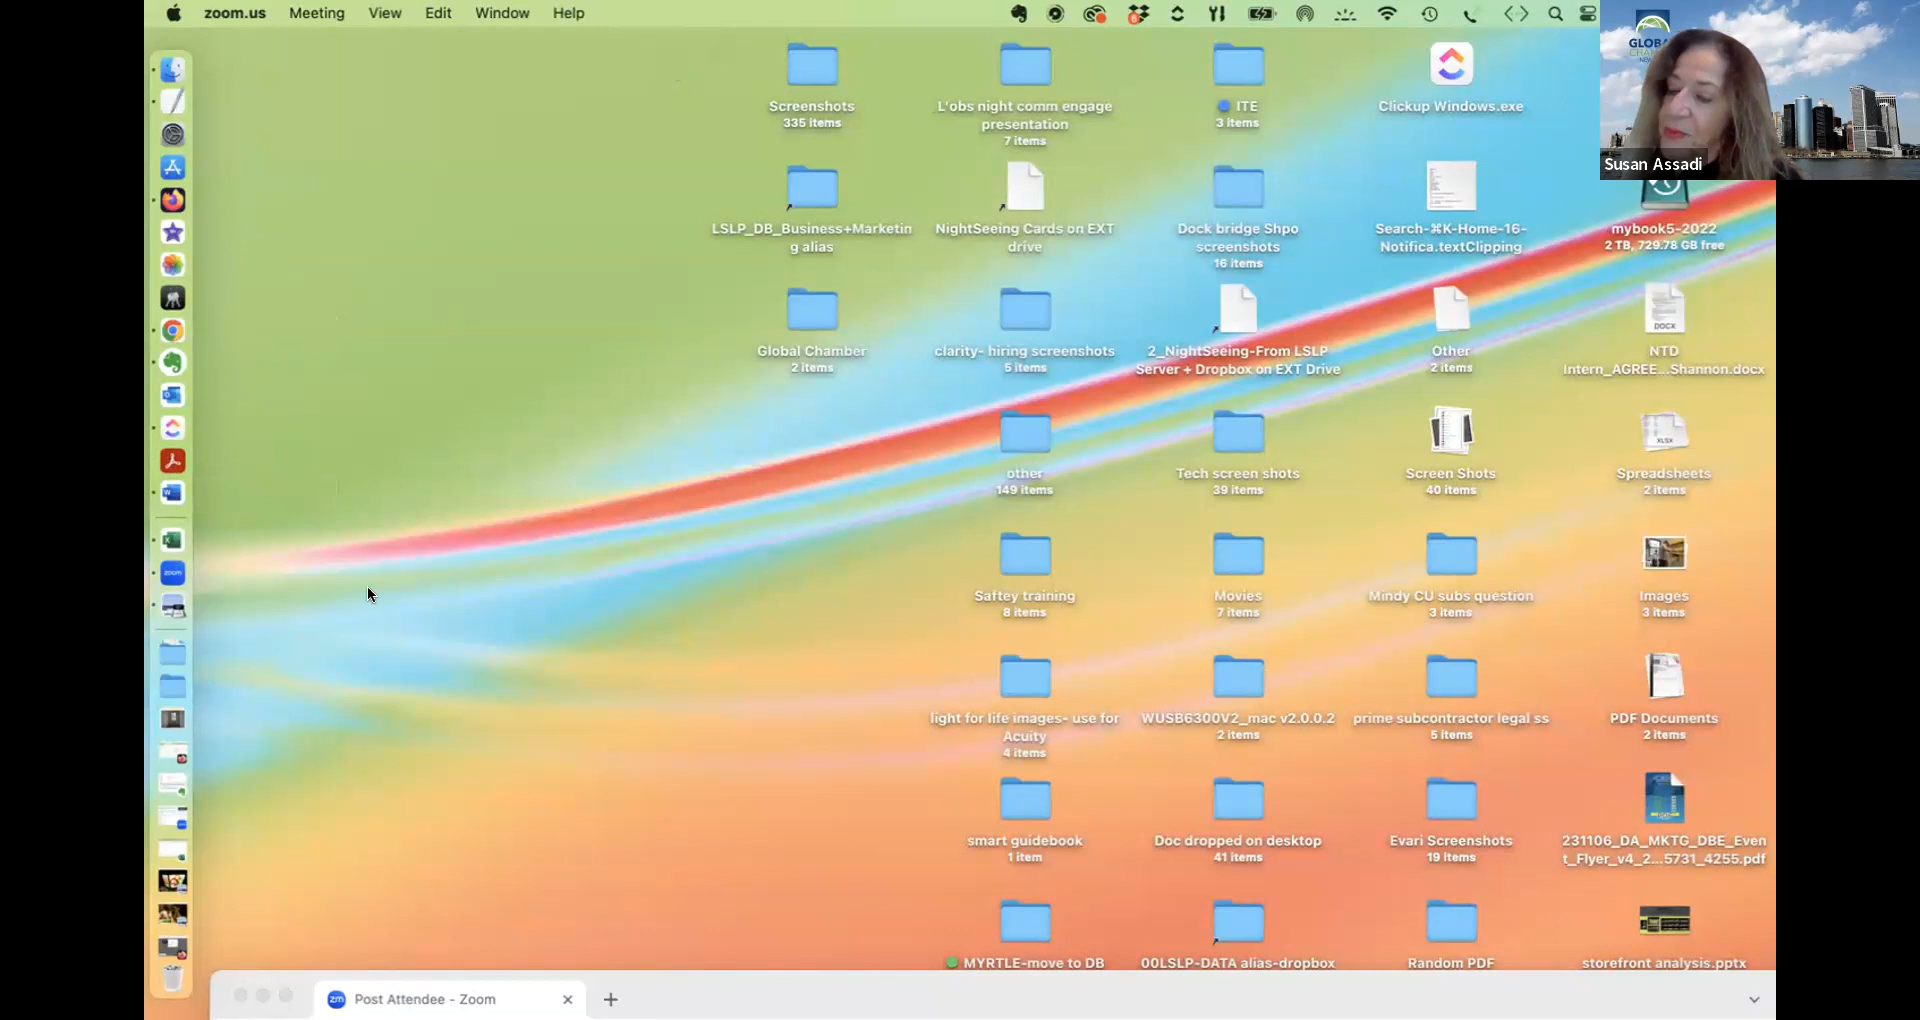 zoom.us Meeting View Edit Window Help
Screenshots
335 items
L'obs night comm engage
presentation
7 items
ITE
3 items
Clickup Windows.exe
Susan Assadi
LSLP_DB_Business+Marketin
g alias
NightSeeing Cards on EXT
drive
Dock bridge Shpo
screenshots
16 items
Search-⌘K-Home-16-
Notifica.textClipping
mybook5-2022
2 TB, 729.78 GB free
Global Chamber
2 items
clarity- hiring screenshots
5 items
2_NightSeeing-From LSLP
Server + Dropbox on EXT Drive
Other
2 items
DOCX
NTD
Intern_AGREE...Shannon.docx
other
149 items
Tech screen shots
39 items
Screen Shots
40 items
XLSX
Spreadsheets
2 items
Saftey training
8 items
Movies
7 items
Mindy CU subs question
3 items
Images
3 items
light for life images- use for
Acuity
4 items
WUSB6300V2_mac v2.0.0.2
2 items
prime subcontractor legal ss
5 items
PDF Documents
2 items
smart guidebook
1 item
Doc dropped on desktop
41 items
Evari Screenshots
19 items
231106_DA_MKTG_DBE_Even
t_Flyer_v4_2...5731_4255.pdf
MYRTLE-move to DB
00LSLP-DATA alias-dropbox
Random PDF
storefront analysis.pptx
zoom
zm Post Attendee - Zoom